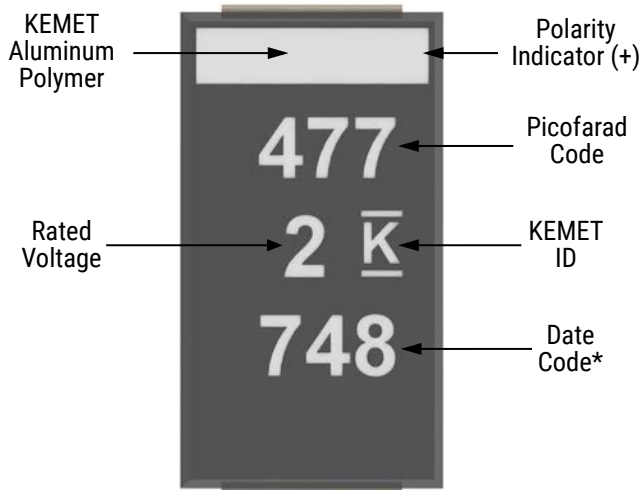 KEMET
Aluminum
Polymer
Polarity
Indicator (+)
477
Picofarad
Code
Rated
Voltage
2 K
KEMET
ID
748
Date
Code*